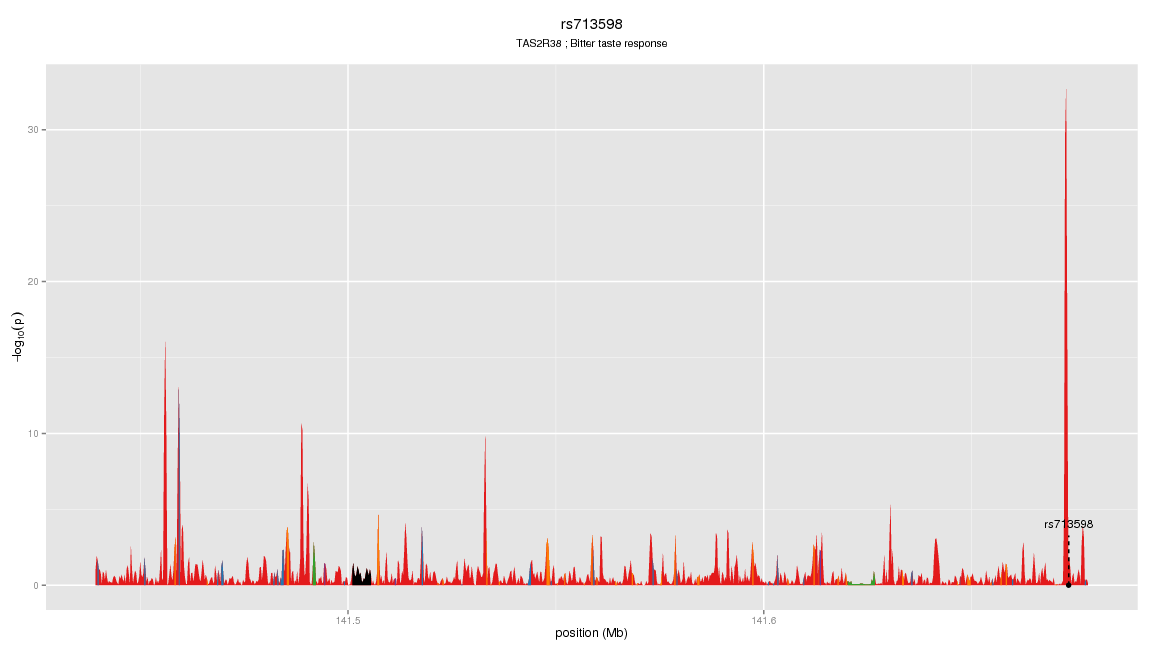 rs713598
TAS2R38 ; Bitter taste response
30
20
10
0
−log10(p)
rs713598
141.5
141.6
position (Mb)